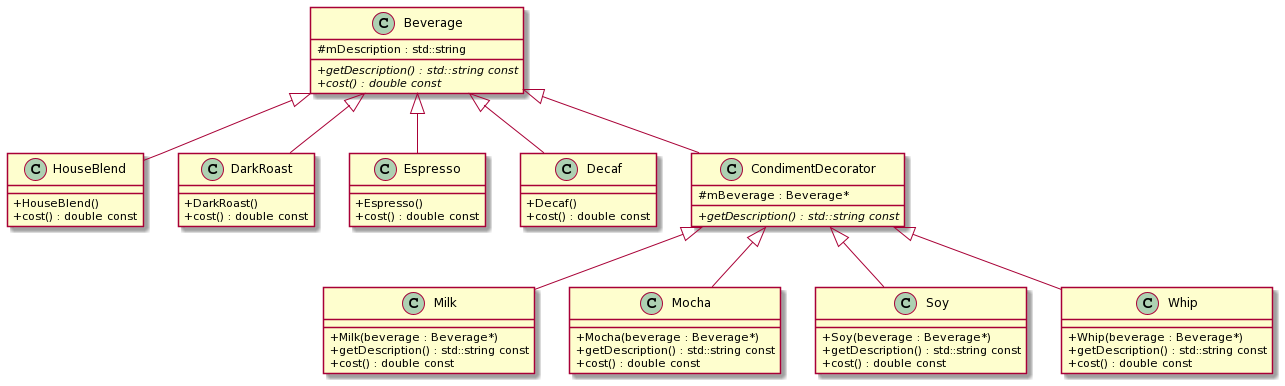 C Beverage
#mDescription : std::string
+getDescription() : std::string const
+cost() : double const
C HouseBlend
+HouseBlend()
+cost() : double const
C DarkRoast
+DarkRoast()
+cost() : double const
C Espresso
+Espresso()
+cost() : double const
C Decaf
+Decaf()
+cost() : double const
C CondimentDecorator
#mBeverage : Beverage*
+getDescription() : std::string const
C Milk
+Milk(beverage : Beverage*)
+getDescription() : std::string const
+cost() : double const
C Mocha
+Mocha(beverage : Beverage*)
+getDescription() : std::string const
+cost() : double const
C Soy
+Soy(beverage : Beverage*)
+getDescription() : std::string const
+cost() : double const
C Whip
+Whip(beverage : Beverage*)
+getDescription() : std::string const
+cost() : double const